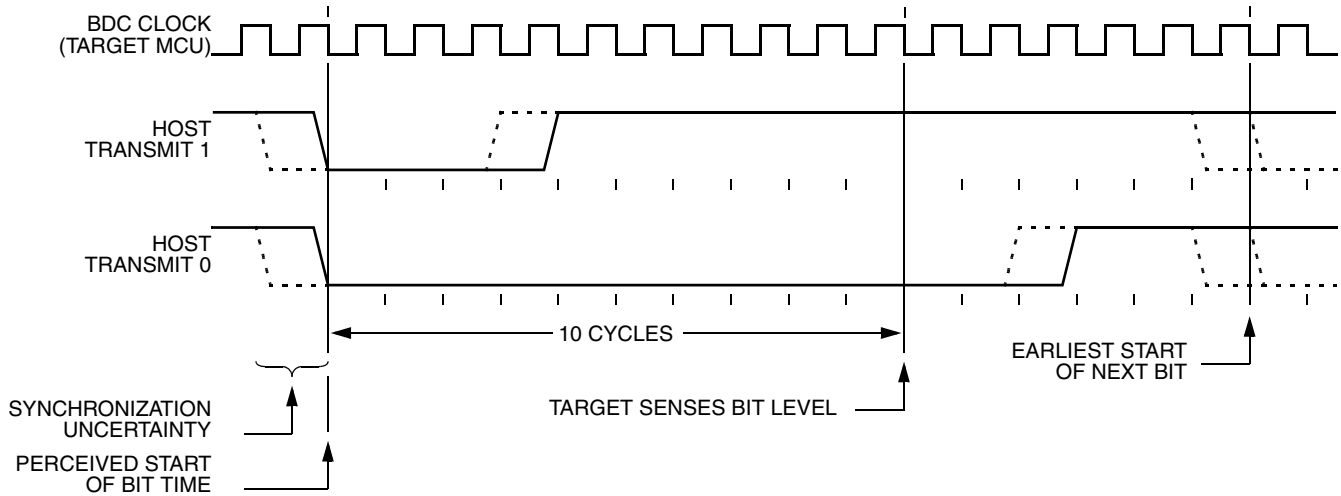 BDC CLOCK
(TARGET MCU)
HOST
TRANSMIT 1
HOST
TRANSMIT 0
10 CYCLES
EARLIEST START
OF NEXT BIT
TARGET SENSES BIT LEVEL
SYNCHRONIZATION
UNCERTAINTY
PERCEIVED START
OF BIT TIME